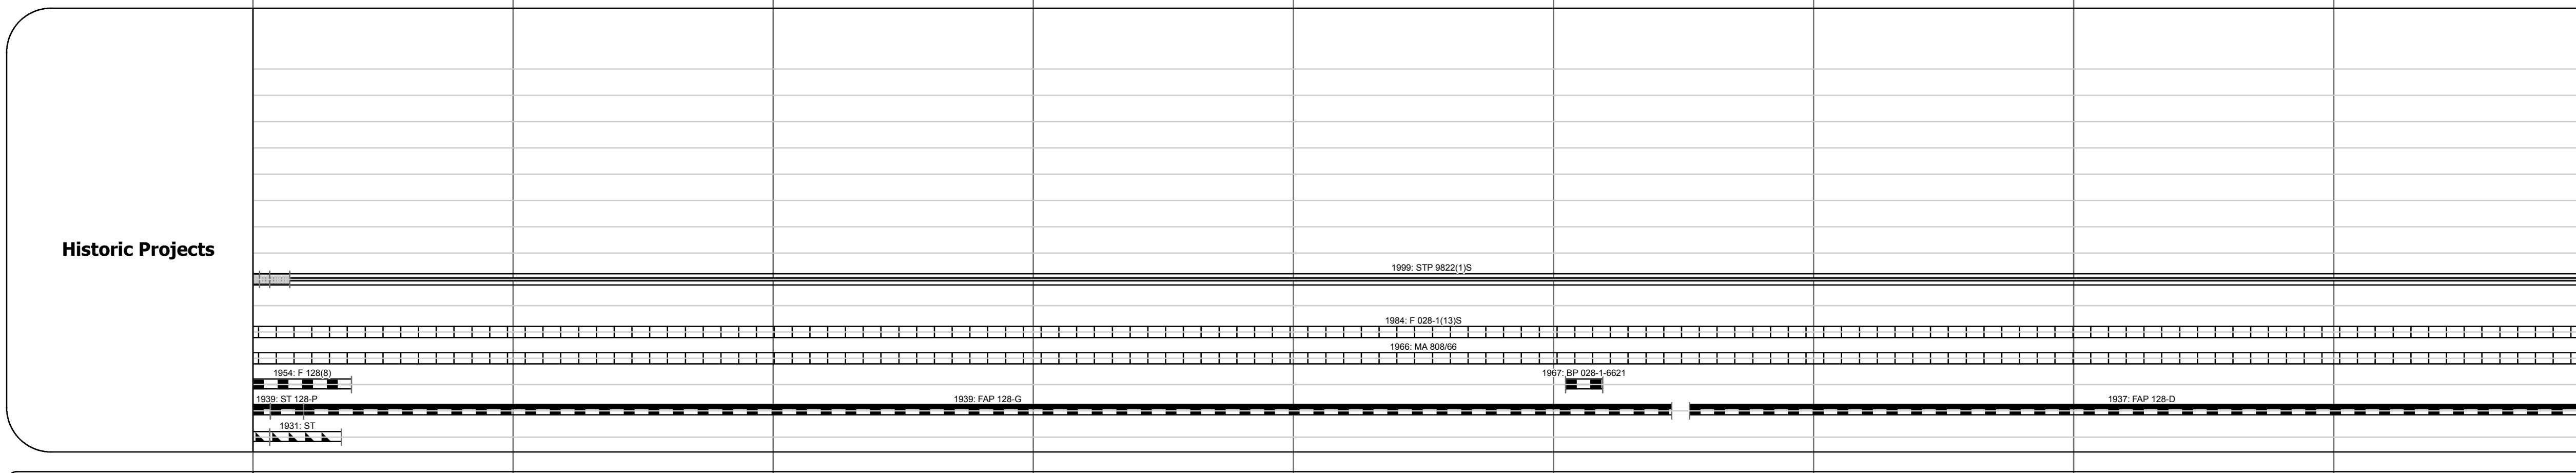 Historic Projects
1999: STP 9822(1)S
1984: F 028-1(13)S
1966: MA 808/66
1954: F 128(8)
1967: BP 028-1-6621
1939: ST 128-P
1939: FAP 128-G
1937: FAP 128-D
1931: ST